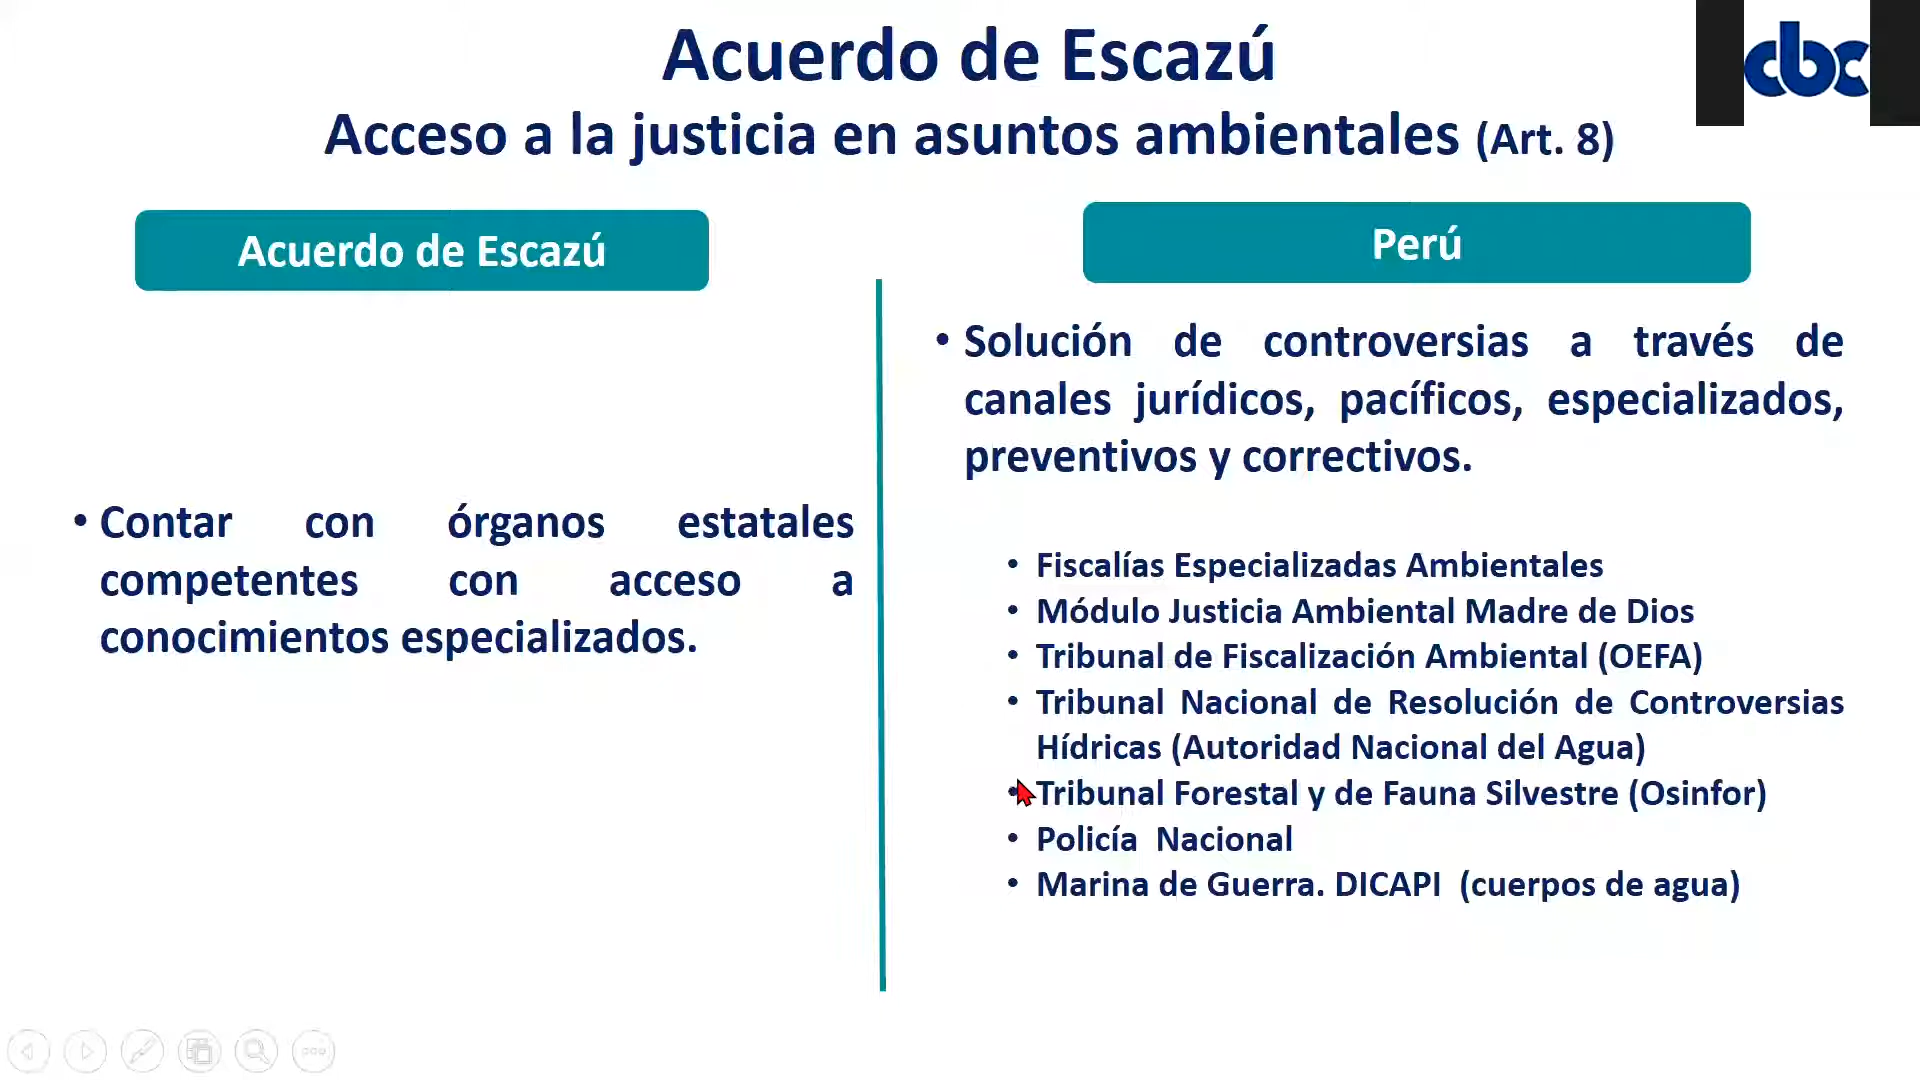 Acuerdo de Escazú
cbc
Acceso a la justicia en asuntos ambientales (Art. 8)
Acuerdo de Escazú
• Contar con órganos estatales
competentes con acceso a
conocimientos especializados.
Perú
• Solución de controversias a través de
canales jurídicos, pacíficos, especializados,
preventivos y correctivos.
• Fiscalías Especializadas Ambientales
• Módulo Justicia Ambiental Madre de Dios
• Tribunal de Fiscalización Ambiental (OEFA)
• Tribunal Nacional de Resolución de Controversias
Hídricas (Autoridad Nacional del Agua)
• Tribunal Forestal y de Fauna Silvestre (Osinfor)
• Policía Nacional
• Marina de Guerra. DICAPI (cuerpos de agua)